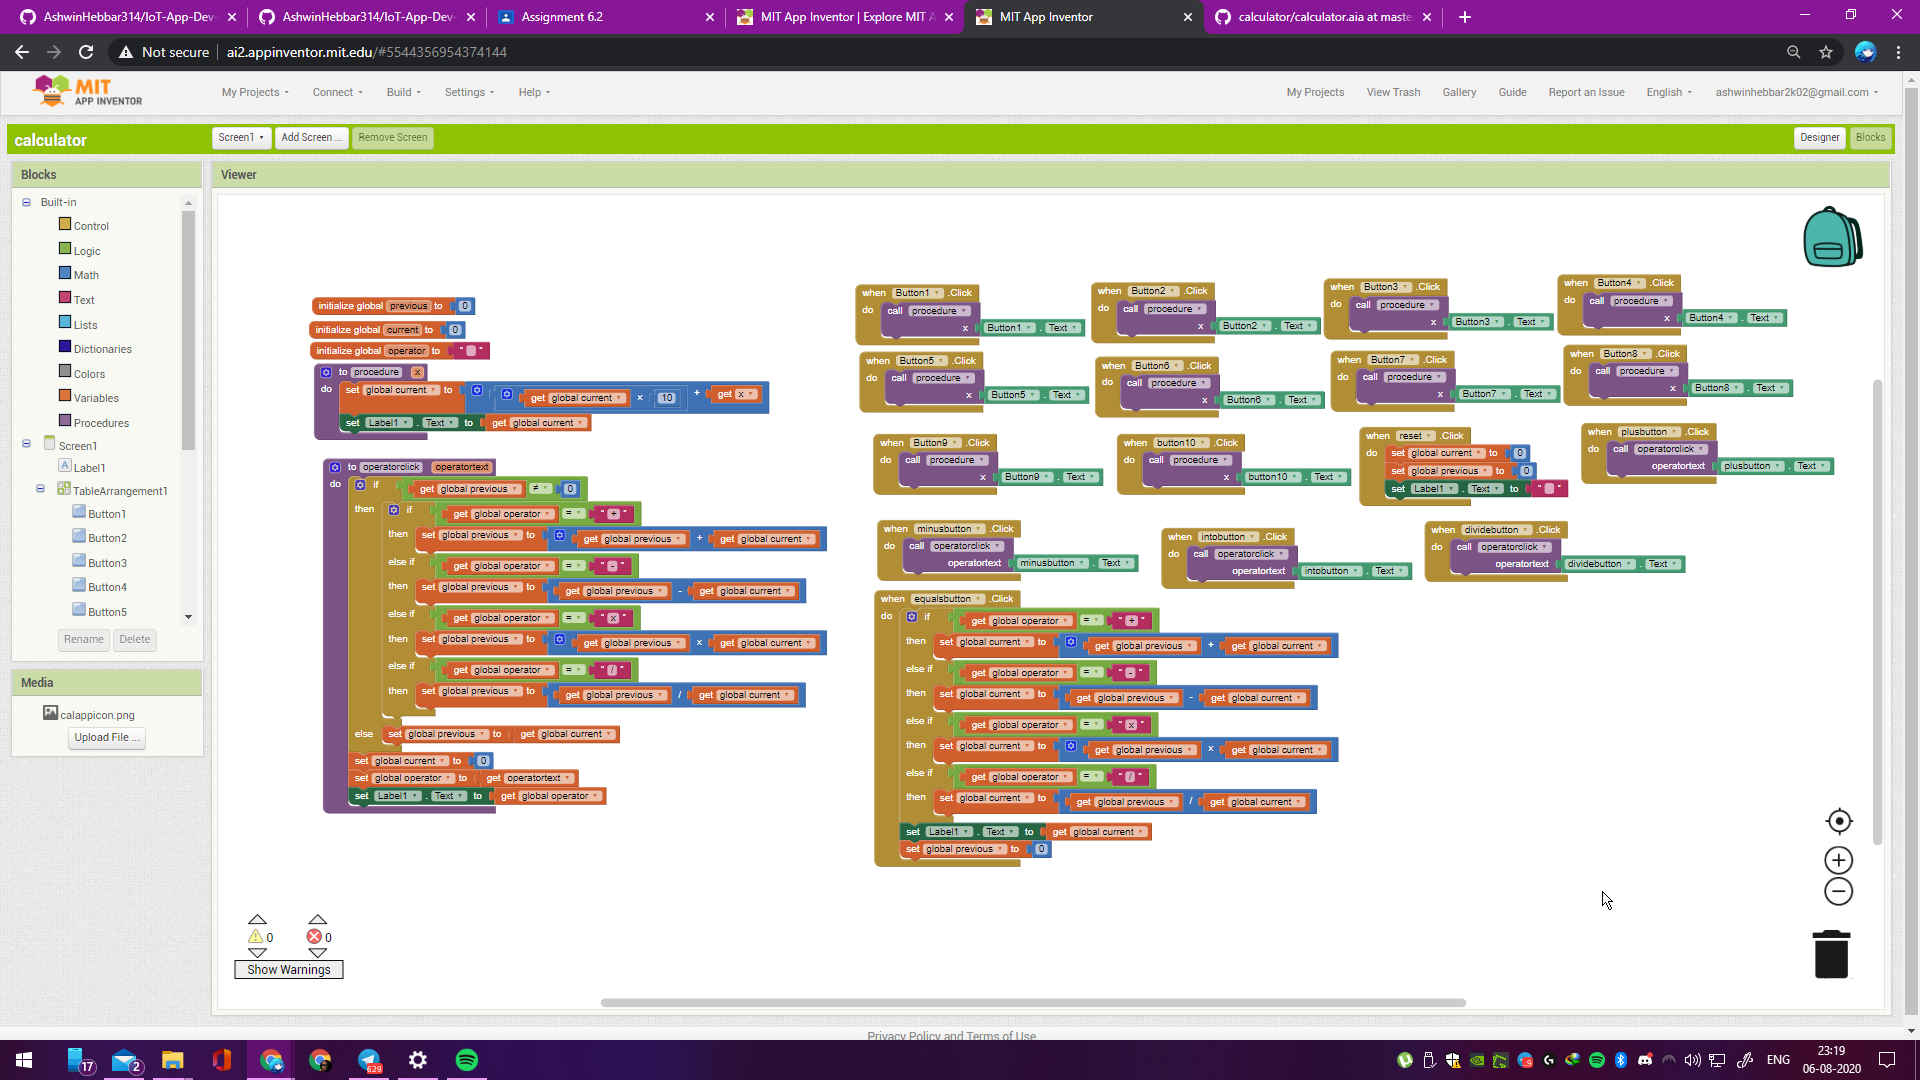 AshwinHebbar314/IoT-App-Dev-
AshwinHebbar314/IoT-App-Dev-
Assignment 6.2
MIT App Inventor | Explore MIT A
MIT App Inventor
calculator/calculator.aia at maste
Not secure
ai2.appinventor.mit.edu/#5544356954374144
MIT
APP INVENTOR
My Projects
Connect
Build
Settings
Help
My Projects
View Trash
Gallery
Guide
Report an Issue
English
ashwinhebbar2k02@gmail.com
calculator
Screen1
Add Screen ...
Remove Screen
Designer
Blocks
Blocks
Built-in
Control
Logic
Math
Text
Lists
Dictionaries
Colors
Variables
Procedures
Screen1
Label1
TableArrangement1
Button1
Button2
Button3
Button4
Button5
Rename
Delete
Media
calappicon.png
Upload File ...
Viewer
initialize global previous to 0
initialize global current to 0
initialize global operator to " "
to procedure x
do set global current to get global current × 10 + get x
set Label1 . Text to get global current
to operatorclick operatortext
do if get global previous ≠ 0
then if get global operator = " + "
then set global previous to get global previous + get global current
else if get global operator = " - "
then set global previous to get global previous - get global current
else if get global operator = " x "
then set global previous to get global previous × get global current
else if get global operator = " / "
then set global previous to get global previous / get global current
else set global previous to get global current
set global current to 0
set global operator to get operatortext
set Label1 . Text to get global operator
when Button1 .Click
do call procedure
x Button1 . Text
when Button2 .Click
do call procedure
x Button2 . Text
when Button3 .Click
do call procedure
x Button3 . Text
when Button4 .Click
do call procedure
x Button4 . Text
when Button5 .Click
do call procedure
x Button5 . Text
when Button6 .Click
do call procedure
x Button6 . Text
when Button7 .Click
do call procedure
x Button7 . Text
when Button8 .Click
do call procedure
x Button8 . Text
when Button9 .Click
do call procedure
x Button9 . Text
when button10 .Click
do call procedure
x button10 . Text
when reset .Click
do set global current to 0
set global previous to 0
set Label1 . Text to " "
when plusbutton .Click
do call operatorclick
operatortext plusbutton . Text
when minusbutton .Click
do call operatorclick
operatortext minusbutton . Text
when intobutton .Click
do call operatorclick
operatortext intobutton . Text
when dividebutton .Click
do call operatorclick
operatortext dividebutton . Text
when equalsbutton .Click
do if get global operator = " + "
then set global current to get global previous + get global current
else if get global operator = " - "
then set global current to get global previous - get global current
else if get global operator = " x "
then set global current to get global previous × get global current
else if get global operator = " / "
then set global current to get global previous / get global current
set Label1 . Text to get global current
set global previous to 0
0
0
Show Warnings
Privacy Policy and Terms of Use
17
2
629
ENG
23:19
06-08-2020